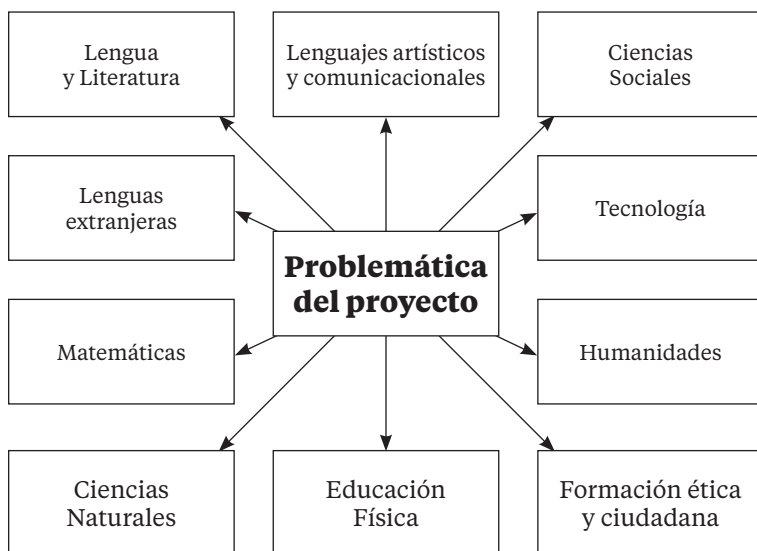 Lengua
y Literatura
Lenguajes artísticos
y comunicacionales
Ciencias
Sociales
Lenguas
extranjeras
Tecnología
Problemática
del proyecto
Matemáticas
Humanidades
Ciencias
Naturales
Educación
Física
Formación ética
y ciudadana